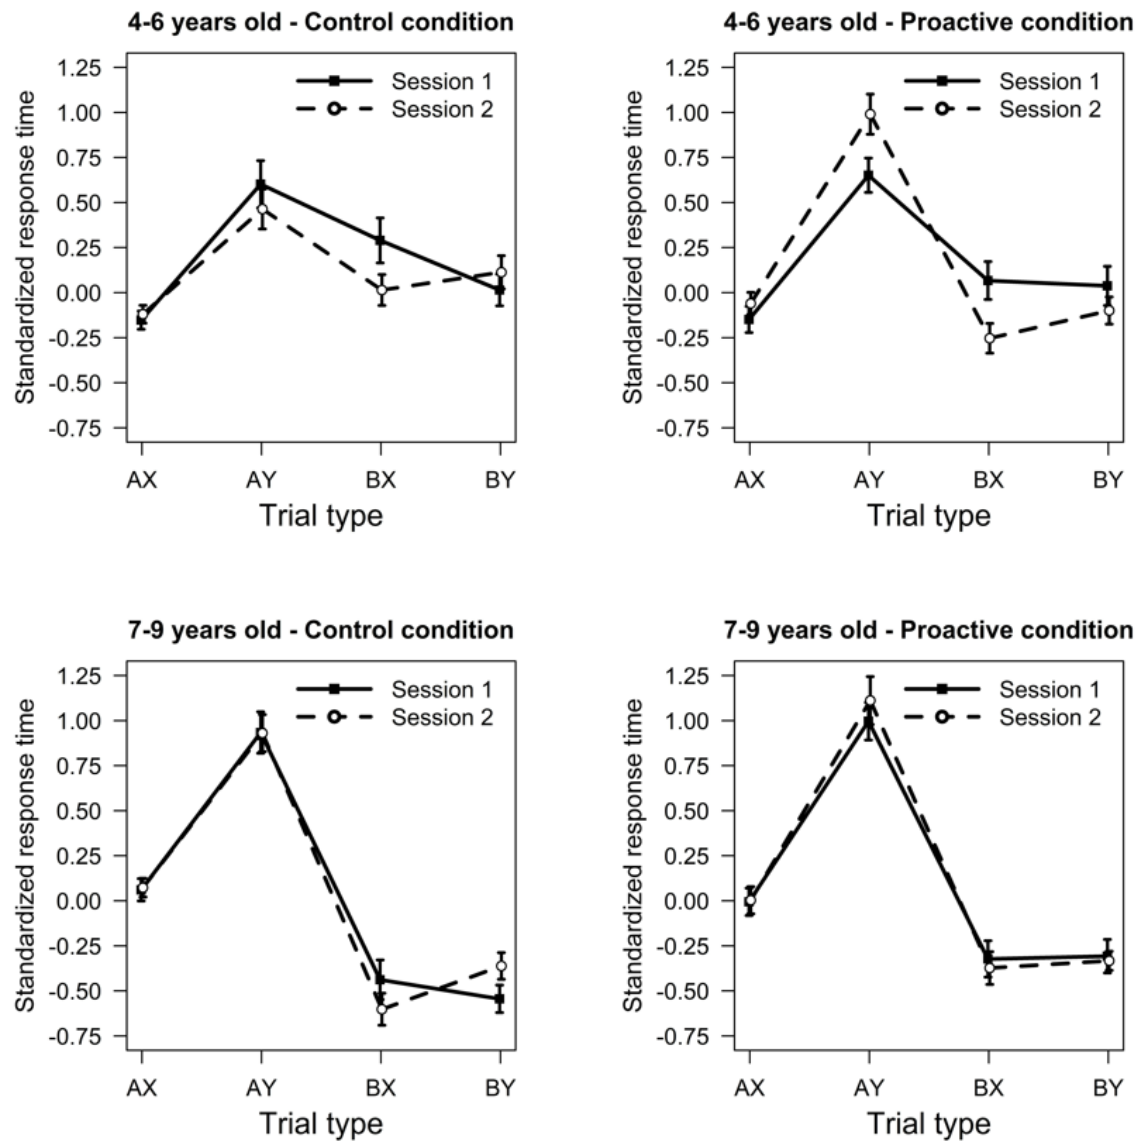 4-6 years old - Control condition
Standardized response time
1.25
1.00
0.75
0.50
0.25
0.00
-0.25
-0.50
-0.75
Session 1
Session 2
AX AY BX BY
Trial type
4-6 years old - Proactive condition
Standardized response time
1.25
1.00
0.75
0.50
0.25
0.00
-0.25
-0.50
-0.75
Session 1
Session 2
AX AY BX BY
Trial type
7-9 years old - Control condition
Standardized response time
1.25
1.00
0.75
0.50
0.25
0.00
-0.25
-0.50
-0.75
Session 1
Session 2
AX AY BX BY
Trial type
7-9 years old - Proactive condition
Standardized response time
1.25
1.00
0.75
0.50
0.25
0.00
-0.25
-0.50
-0.75
Session 1
Session 2
AX AY BX BY
Trial type